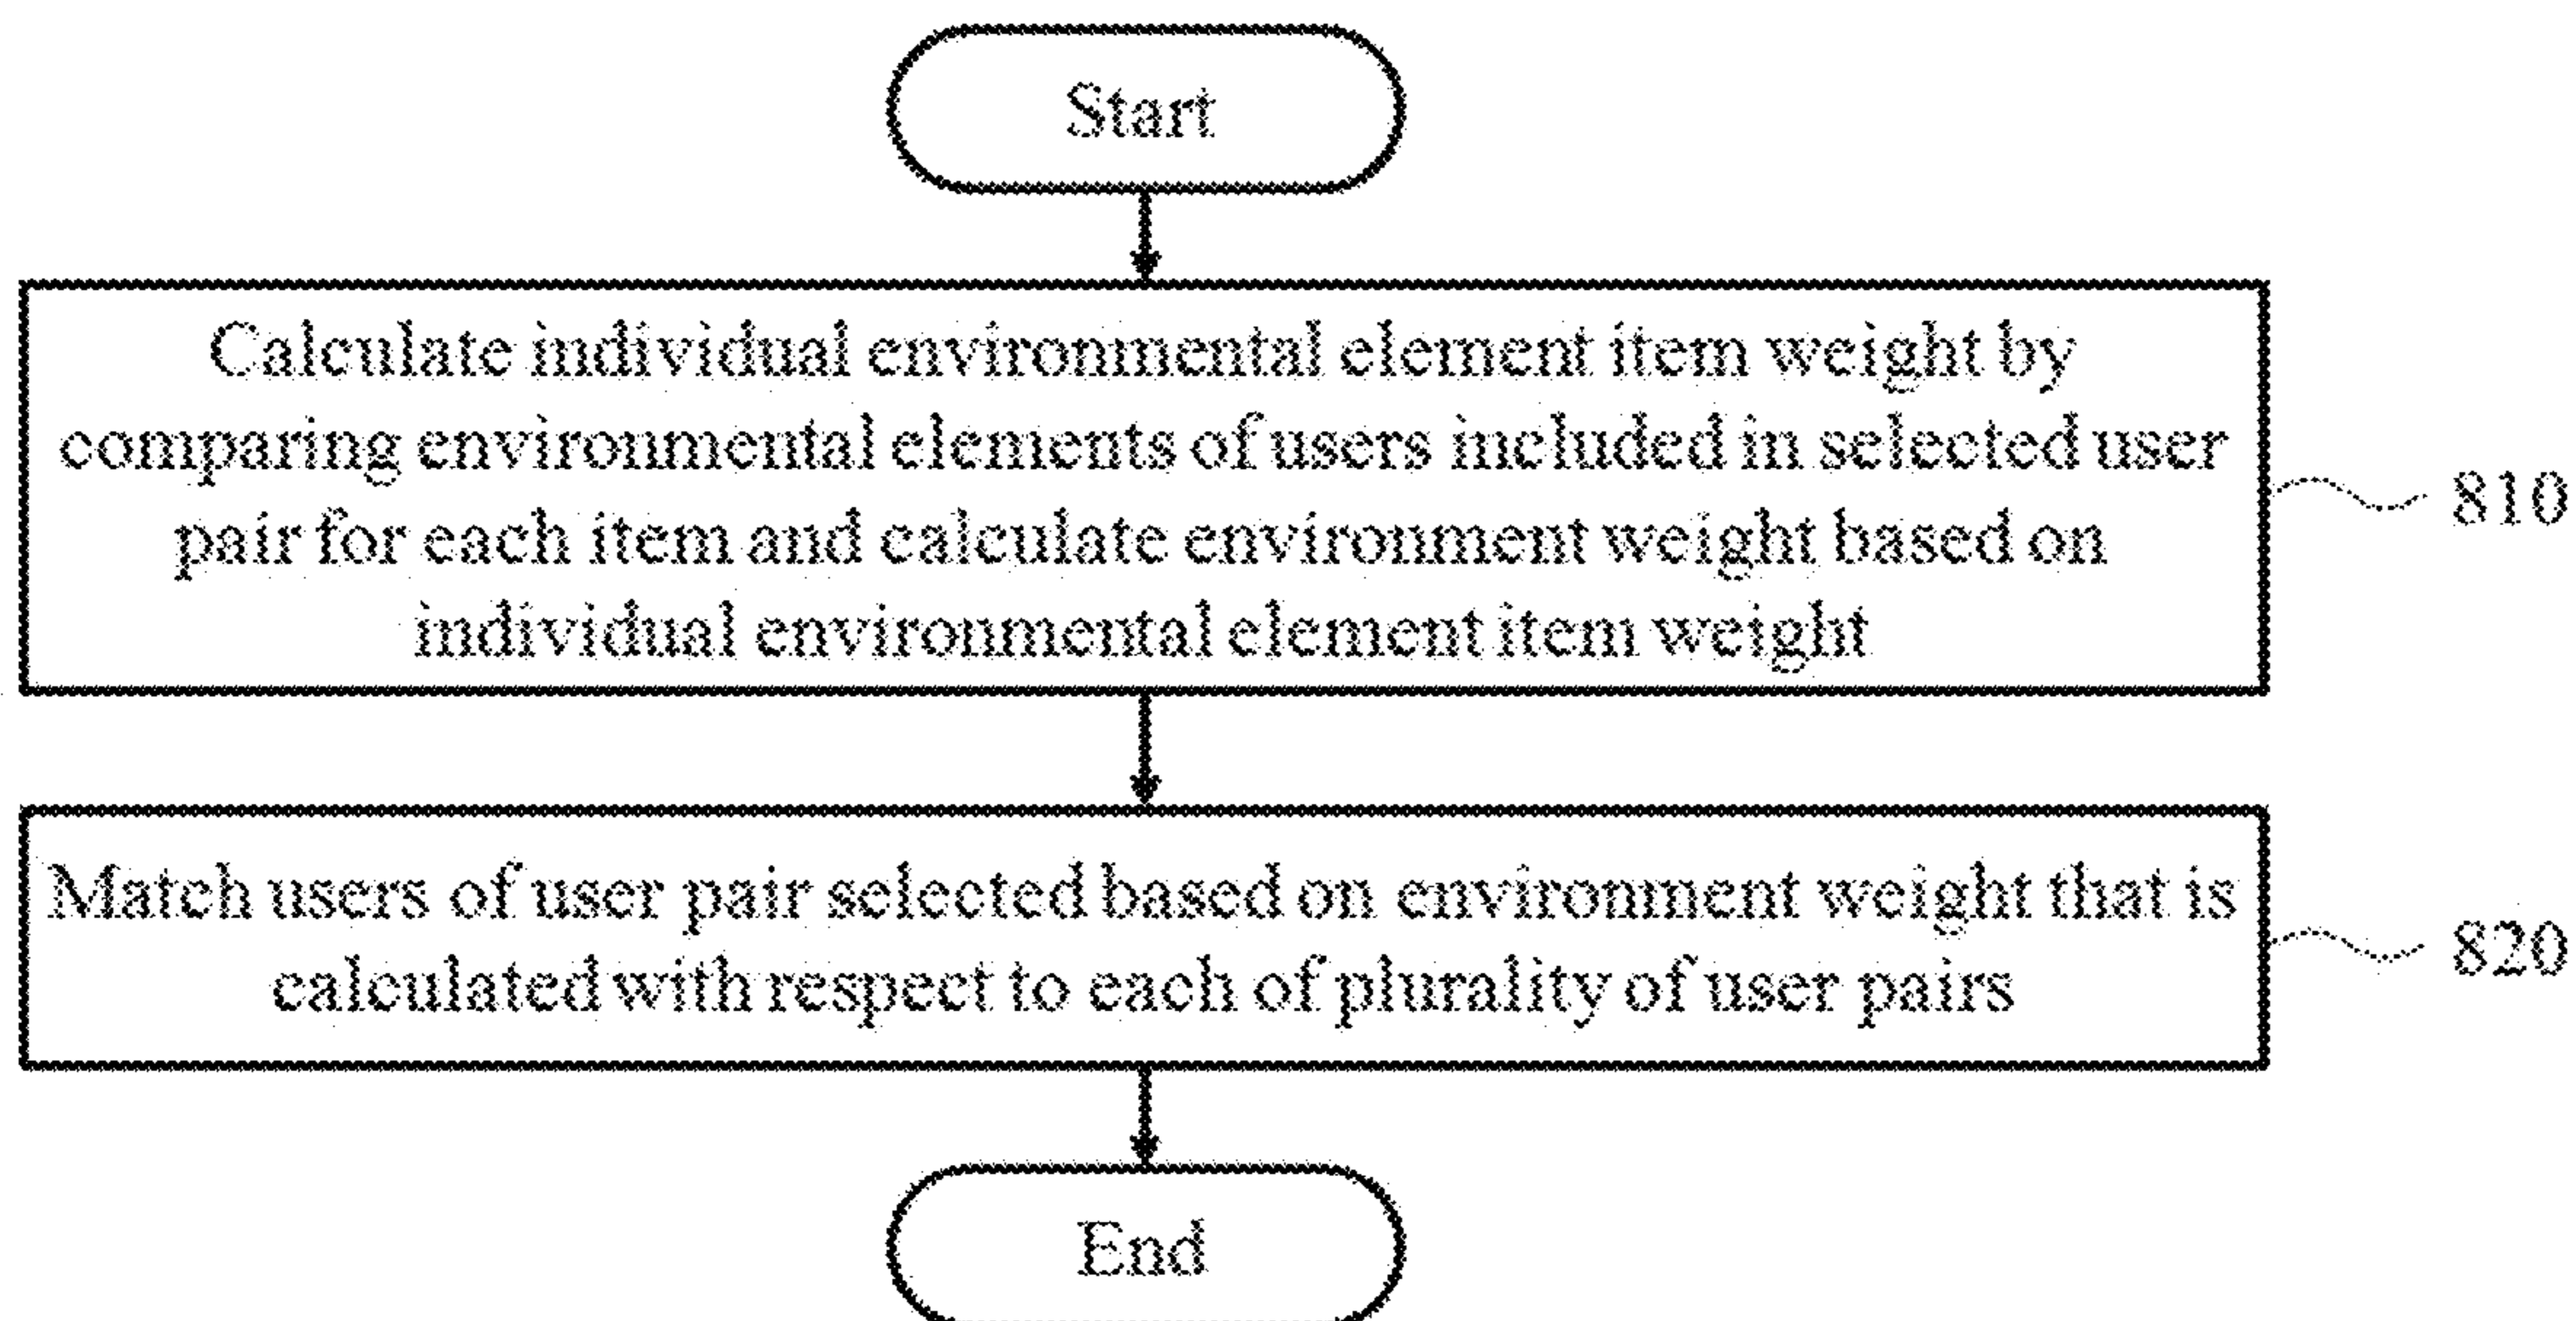 Start
Calculate individual environmental element item weight by
comparing environmental elements of users included in selected user
pair for each item and calculate environment weight based on
individual environmental element item weight
810
Match users of user pair selected based on environment weight that is
calculated with respect to each of plurality of user pairs
820
End